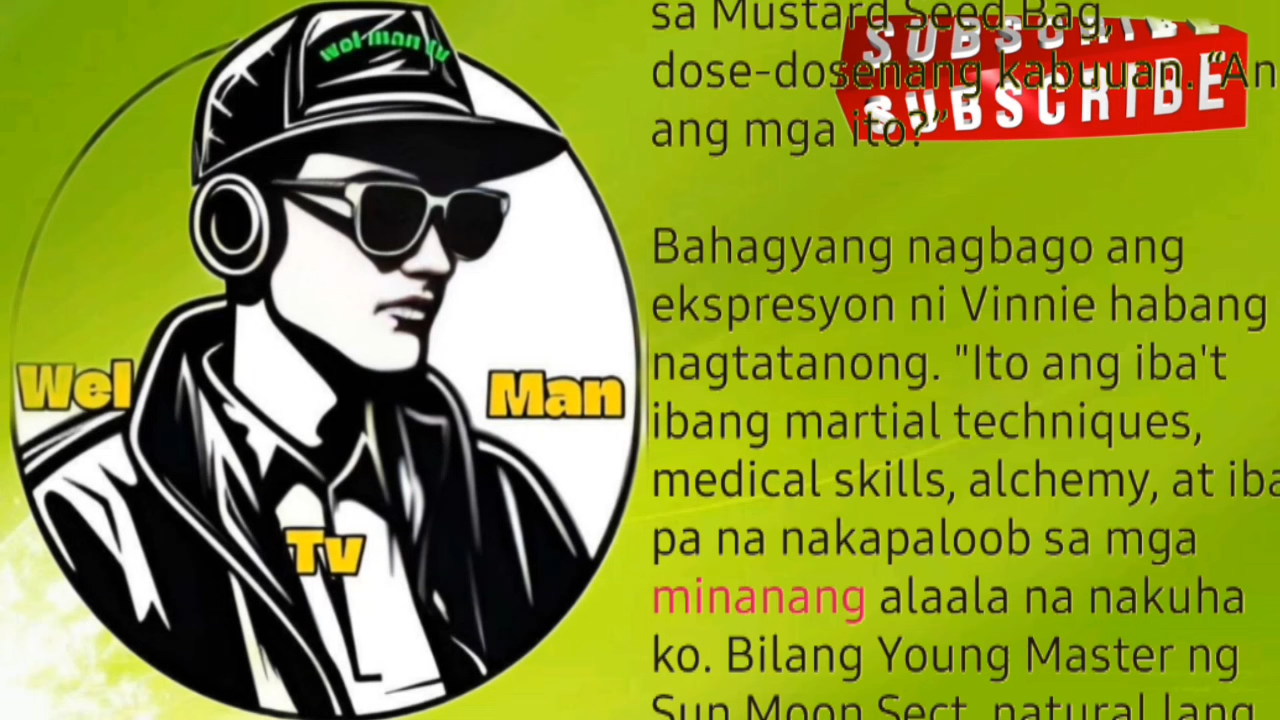 wel man tv
Wel
Man
Tv
SUBSCRIBE
SUBSCRIBE
sa Mustard Seed Bag,
dose-dosenang kabuuan. “An
ang mga ito?”
Bahagyang nagbago ang
ekspresyon ni Vinnie habang
nagtatanong. "Ito ang iba't
ibang martial techniques,
medical skills, alchemy, at iba
pa na nakapaloob sa mga
minanang alaala na nakuha
ko. Bilang Young Master ng
Sun Moon Sect, natural lang